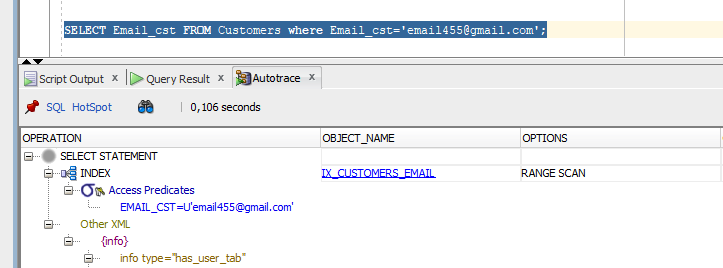 SELECT Email_cst FROM Customers where Email_cst='email455@gmail.com';
Script Output x Query Result x Autotrace x
SQL HotSpot 0,106 seconds
OPERATION OBJECT_NAME OPTIONS
SELECT STATEMENT
INDEX IX_CUSTOMERS_EMAIL RANGE SCAN
Access Predicates
EMAIL_CST=U'email455@gmail.com'
Other XML
{info}
info type="has_user_tab"